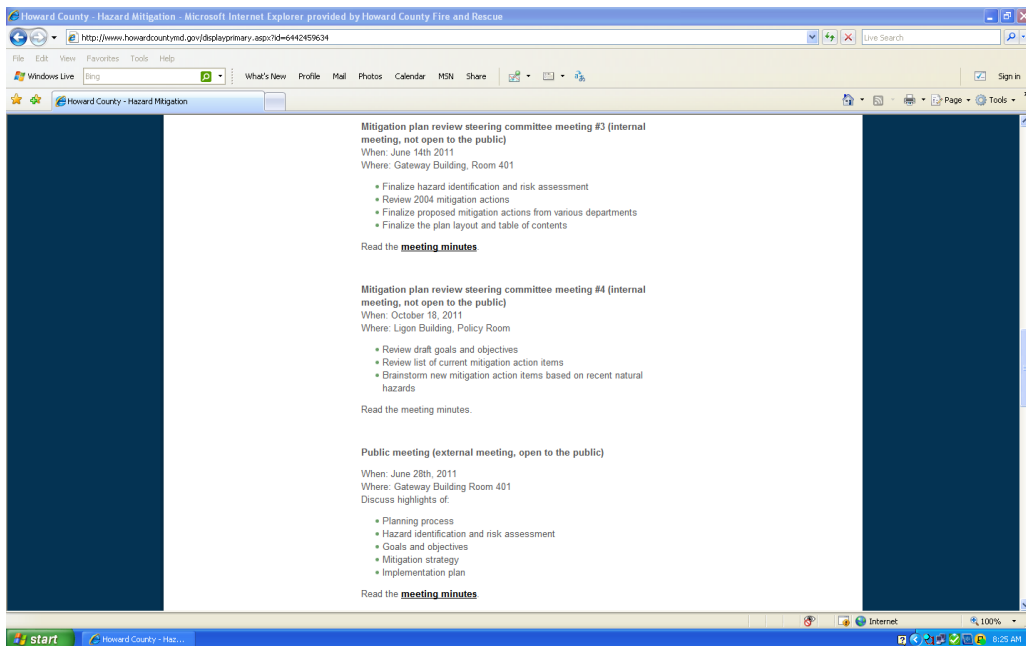 Howard County - Hazard Mitigation - Microsoft Internet Explorer provided by Howard County Fire and Rescue
http://www.howardcountymd.gov/displayprimary.aspx?id=6442459634
Live Search
File Edit View Favorites Tools Help
Windows Live Bing What's New Profile Mail Photos Calendar MSN Share Sign in
Howard County - Hazard Mitigation Page Tools
Mitigation plan review steering committee meeting #3 (internal
meeting, not open to the public)
When: June 14th 2011
Where: Gateway Building, Room 401
• Finalize hazard identification and risk assessment
• Review 2004 mitigation actions
• Finalize proposed mitigation actions from various departments
• Finalize the plan layout and table of contents
Read the meeting minutes.
Mitigation plan review steering committee meeting #4 (internal
meeting, not open to the public)
When: October 18, 2011
Where: Ligon Building, Policy Room
• Review draft goals and objectives
• Review list of current mitigation action items
• Brainstorm new mitigation action items based on recent natural
hazards
Read the meeting minutes.
Public meeting (external meeting, open to the public)
When: June 28th, 2011
Where: Gateway Building Room 401
Discuss highlights of:
• Planning process
• Hazard identification and risk assessment
• Goals and objectives
• Mitigation strategy
• Implementation plan
Read the meeting minutes.
Internet 100%
start Howard County - Haz... 8:25 AM